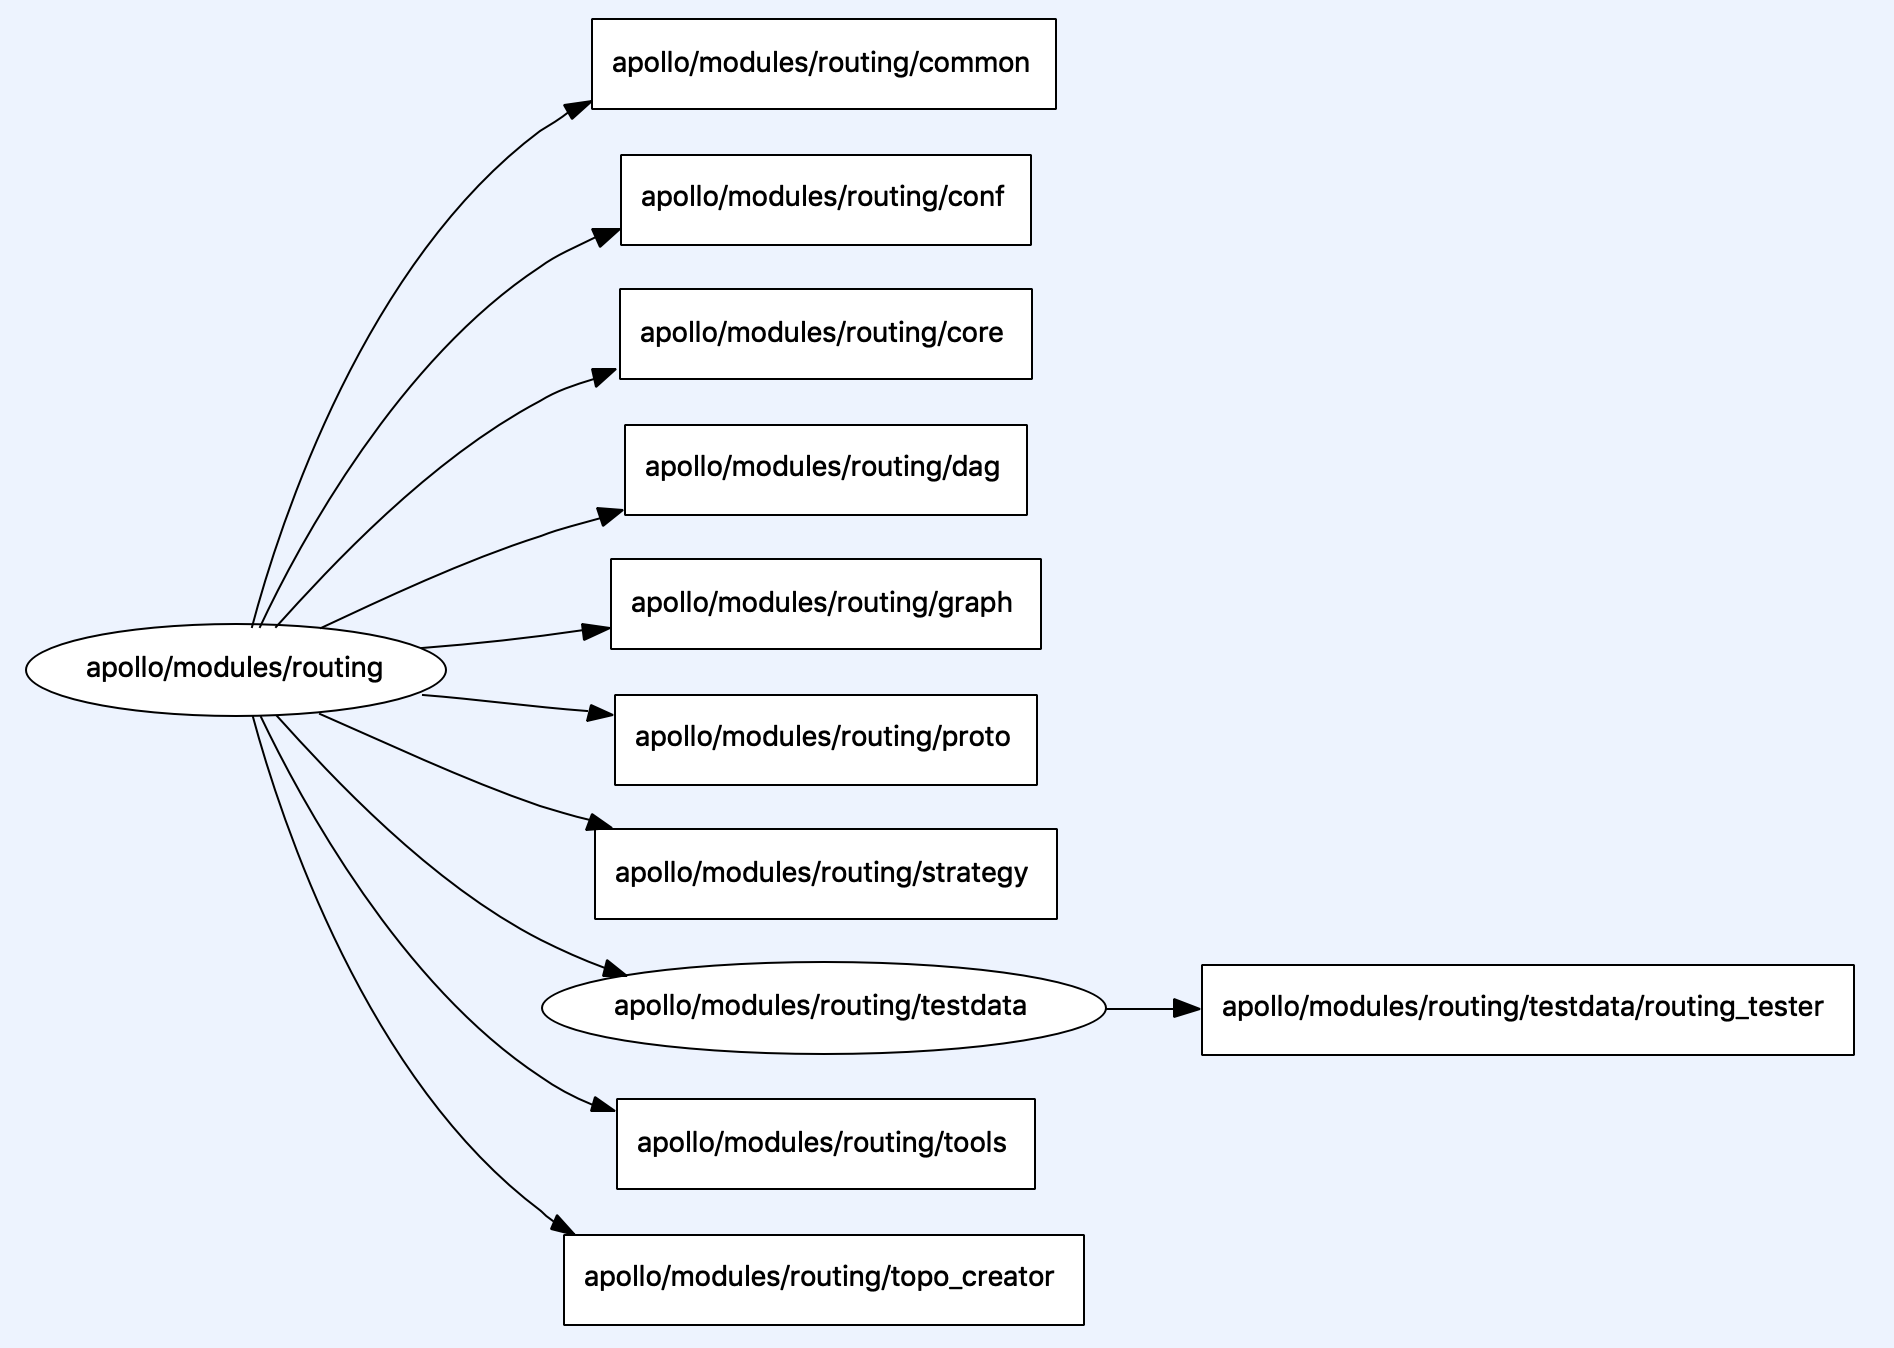 apollo/modules/routing/common
apollo/modules/routing/conf
apollo/modules/routing/core
apollo/modules/routing/dag
apollo/modules/routing/graph
apollo/modules/routing
apollo/modules/routing/proto
apollo/modules/routing/strategy
apollo/modules/routing/testdata
apollo/modules/routing/testdata/routing_tester
apollo/modules/routing/tools
apollo/modules/routing/topo_creator